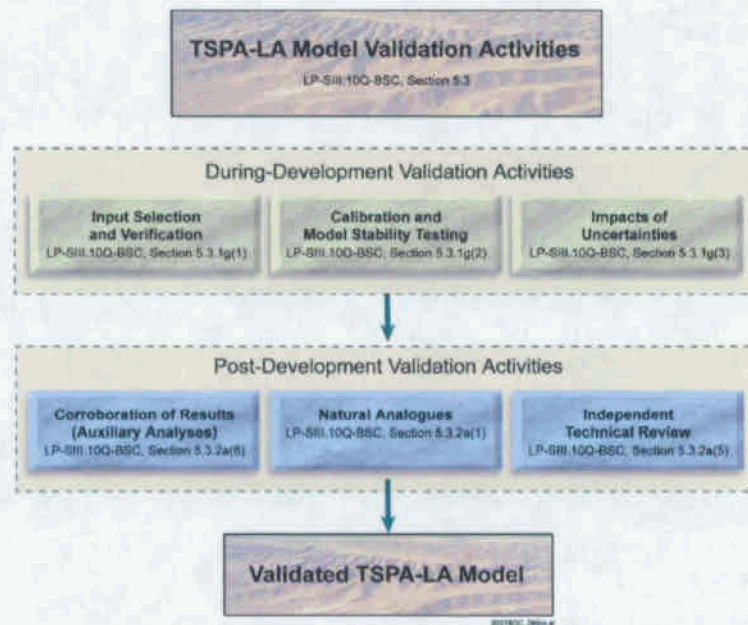 TSPA-LA Model Validation Activities
LP-SIII.10Q-BSC, Section 5.3
During-Development Validation Activities
Input Selection
and Verification
LP-SIII.10Q-BSC, Section 5.3.1g(1)
Calibration and
Model Stability Testing
LP-SIII.10Q-BSC, Section 5.3.1g(2)
Impacts of
Uncertainties
LP-SIII.10Q-BSC, Section 5.3.1g(3)
Post-Development Validation Activities
Corroboration of Results
(Auxiliary Analyses)
LP-SIII.10Q-BSC, Section 5.3.2a(6)
Natural Analogues
LP-SIII.10Q-BSC, Section 5.3.2a(1)
Independent
Technical Review
LP-SIII.10Q-BSC, Section 5.3.2a(5)
Validated TSPA-LA Model